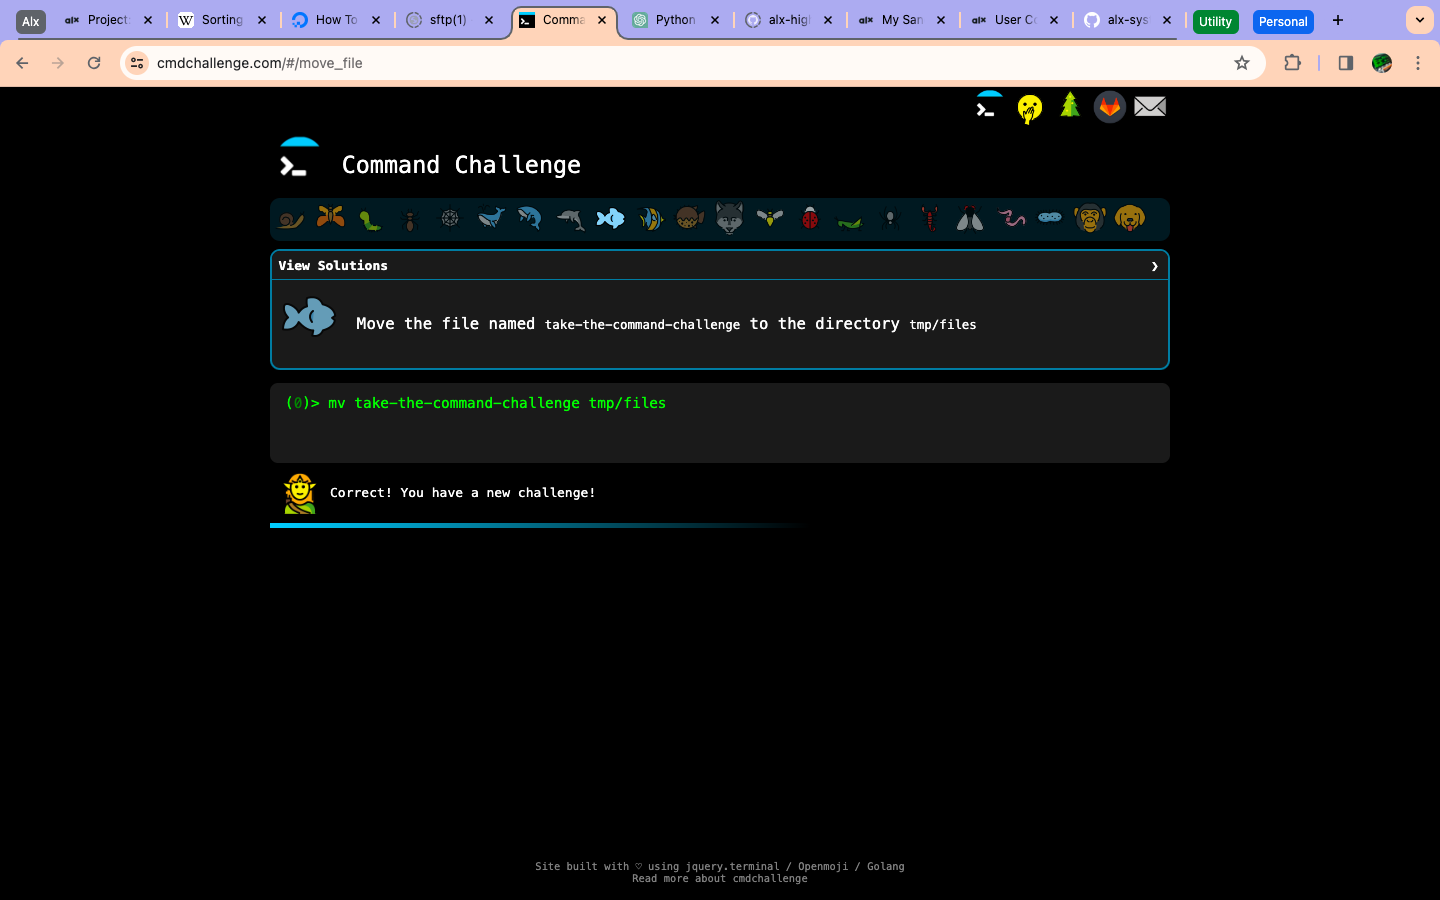 Alx
alx Project:
W Sorting
How To
sftp(1)
Comma
Python
alx-higl
alx My San
alx User Ce
alx-sys
Utility
Personal
cmdchallenge.com/#/move_file
Command Challenge
View Solutions
Move the file named take-the-command-challenge to the directory tmp/files
(0)> mv take-the-command-challenge tmp/files
Correct! You have a new challenge!
Site built with ♡ using jquery.terminal / Openmoji / Golang
Read more about cmdchallenge